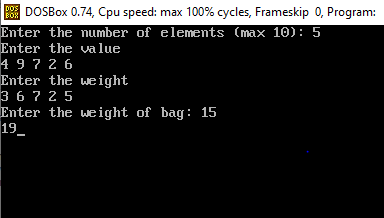 DOSBox 0.74, Cpu speed: max 100% cycles, Frameskip 0, Program:
Enter the number of elements (max 10): 5
Enter the value
4 9 7 2 6
Enter the weight
3 6 7 2 5
Enter the weight of bag: 15
19_